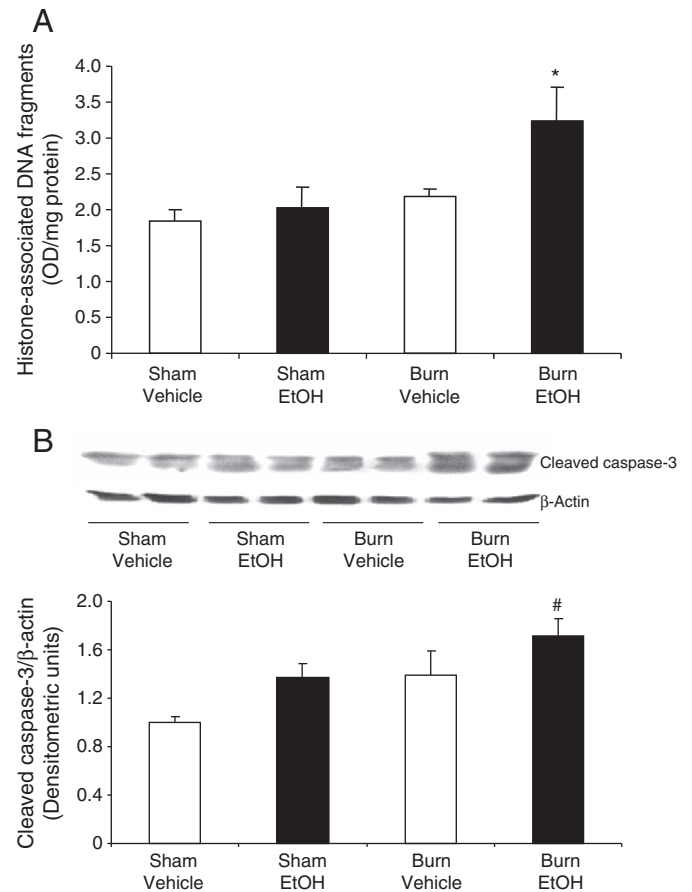 A
Histone-associated DNA fragments
(OD/mg protein)
4.0
3.5
3.0
2.5
2.0
1.5
1.0
0.5
0
*
Sham
Vehicle
Sham
EtOH
Burn
Vehicle
Burn
EtOH
B
Cleaved caspase-3
β-Actin
Sham
Vehicle
Sham
EtOH
Burn
Vehicle
Burn
EtOH
Cleaved caspase-3/β-actin
(Densitometric units)
2.0
1.6
1.2
0.8
0.4
0
#
Sham
Vehicle
Sham
EtOH
Burn
Vehicle
Burn
EtOH